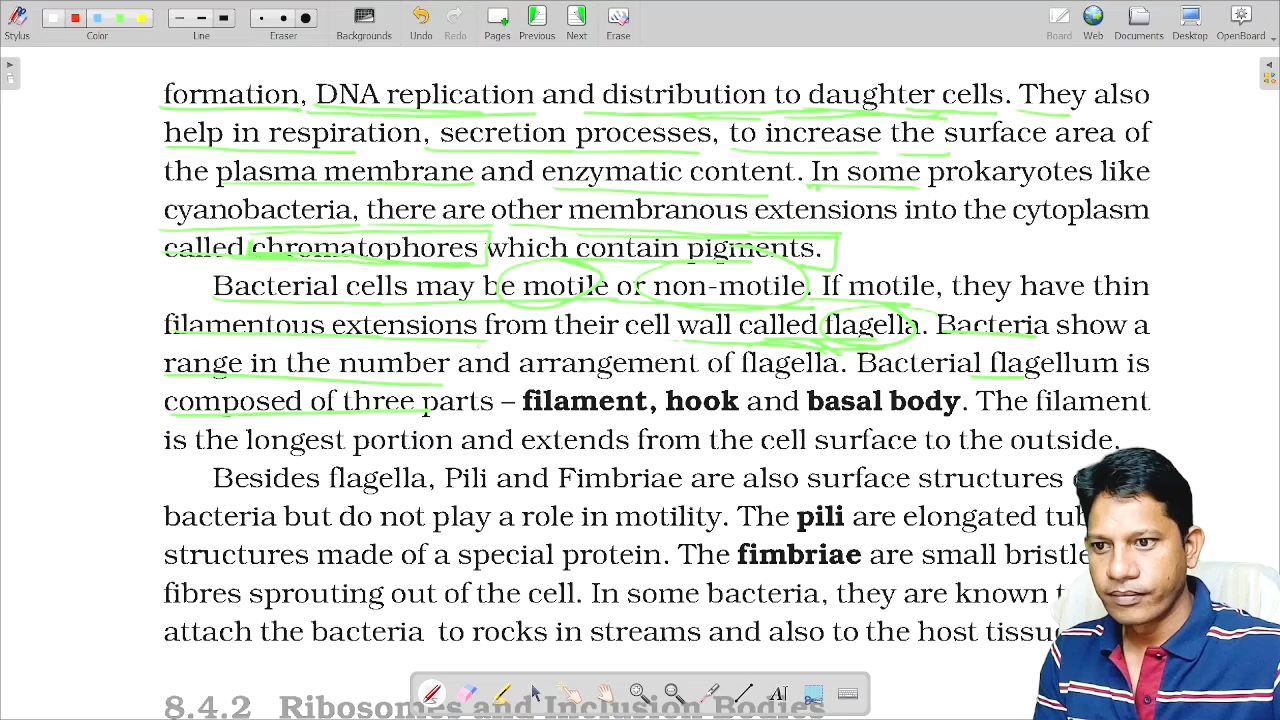 Stylus Color Line Eraser Backgrounds Undo Redo Pages Previous Next Erase Board Web Documents Desktop OpenBoard
formation, DNA replication and distribution to daughter cells. They also
help in respiration, secretion processes, to increase the surface area of
the plasma membrane and enzymatic content. In some prokaryotes like
cyanobacteria, there are other membranous extensions into the cytoplasm
called chromatophores which contain pigments.
Bacterial cells may be motile or non-motile. If motile, they have thin
filamentous extensions from their cell wall called flagella. Bacteria show a
range in the number and arrangement of flagella. Bacterial flagellum is
composed of three parts – filament, hook and basal body. The filament
is the longest portion and extends from the cell surface to the outside.
Besides flagella, Pili and Fimbriae are also surface structures
bacteria but do not play a role in motility. The pili are elongated
structures made of a special protein. The fimbriae are small
fibres sprouting out of the cell. In some bacteria, they are known
attach the bacteria to rocks in streams and also to the host
8.4.2 Ribosomes and Inclusion Bodies